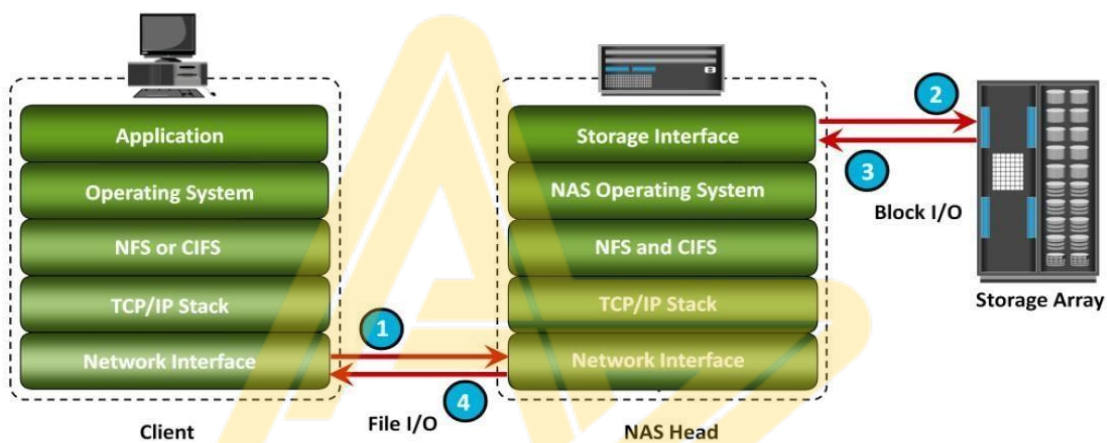 Application
Operating System
NFS or CIFS
TCP/IP Stack
Network Interface
Client
1
4
File I/O
Storage Interface
NAS Operating System
NFS and CIFS
TCP/IP Stack
Network Interface
NAS Head
2
3
Block I/O
Storage Array